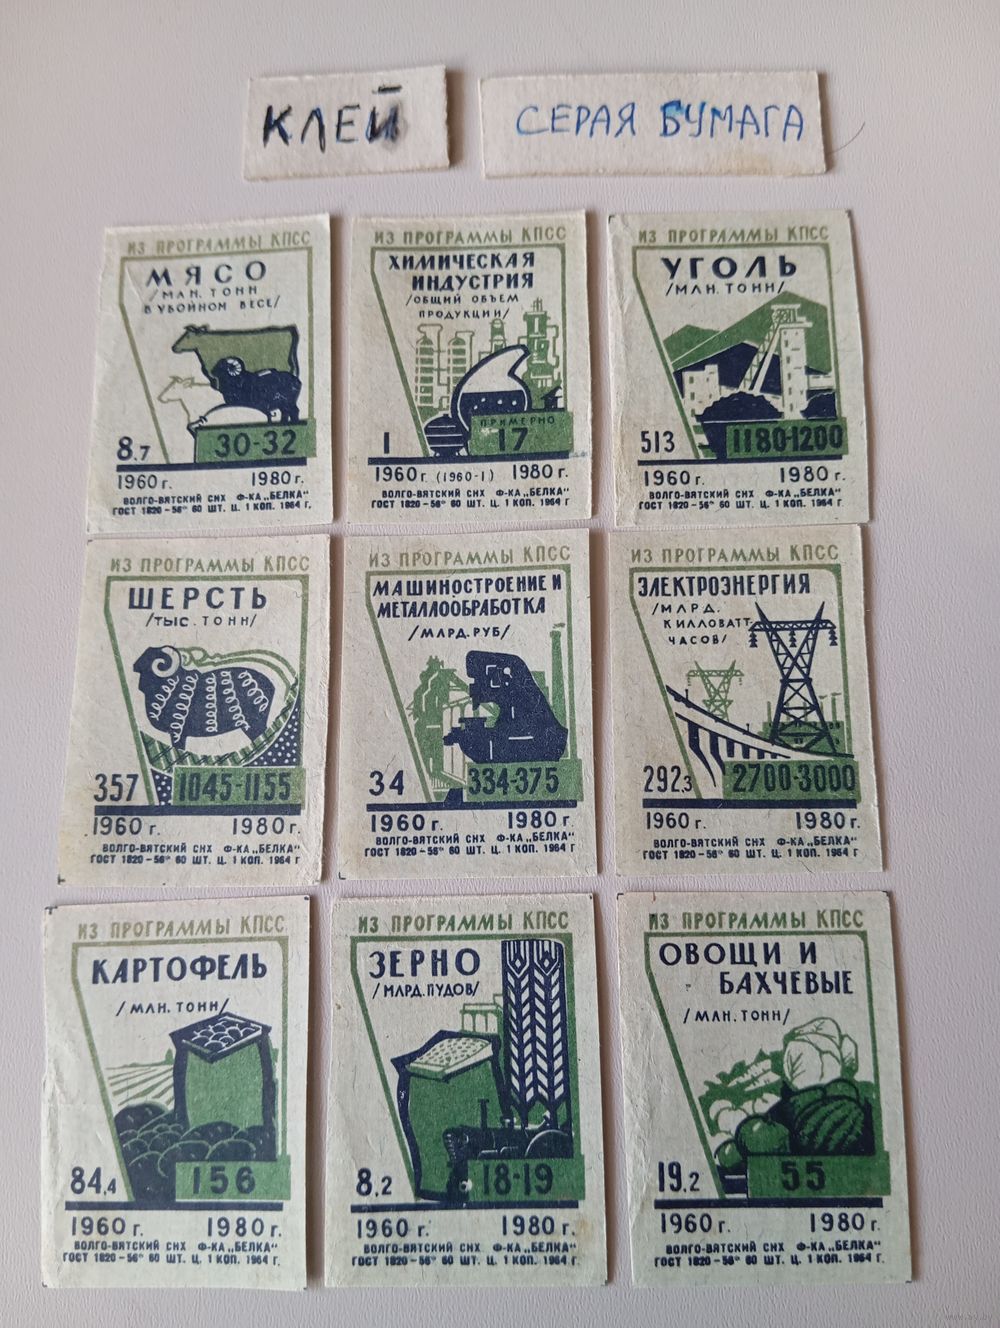 КЛЕЙ
СЕРАЯ БУМАГА
ИЗ ПРОГРАММЫ КПСС
МЯСО
/МЛН. ТОНН
В УБОЙНОМ ВЕСЕ/
8.7
30-32
1960 г.
1980 г.
ВОЛГО-ВЯТСКИЙ СНХ Ф-КА „БЕЛКА"
ГОСТ 1820-56* 60 ШТ. Ц. 1 КОП. 1964 Г.
ИЗ ПРОГРАММЫ КПСС
ХИМИЧЕСКАЯ
ИНДУСТРИЯ
/ОБЩИЙ ОБЪЕМ
ПРОДУКЦИИ/
ПРИМЕРНО
1
17
1960 г. (1960-1) 1980 г.
ВОЛГО-ВЯТСКИЙ СНХ Ф-КА „БЕЛКА"
ГОСТ 1820-56* 60 ШТ. Ц. 1 КОП. 1964 Г
ИЗ ПРОГРАММЫ КПСС
УГОЛЬ
/МЛН. ТОНН/
513
1180-1200
1960 г.
1980 г.
ВОЛГО-ВЯТСКИЙ СНХ Ф-КА „БЕЛКА"
ГОСТ 1820-56* 60 ШТ. Ц. 1 КОП. 1964 Г.
ИЗ ПРОГРАММЫ КПСС
ШЕРСТЬ
/ТЫС. ТОНН/
357
1045-1155
1960 г.
1980 г.
ВОЛГО-ВЯТСКИЙ СНХ Ф-КА „БЕЛКА"
ГОСТ 1820-56* 60 ШТ. Ц. 1 КОП. 1964 Г
ИЗ ПРОГРАММЫ КПСС
МАШИНОСТРОЕНИЕ И
МЕТАЛЛООБРАБОТКА
/МЛРД. РУБ/
34
334-375
1960 г.
1980 г.
ВОЛГО-ВЯТСКИЙ СНХ Ф-КА „БЕЛКА"
ГОСТ 1820-56* 60 ШТ. Ц. 1 КОП. 1964 Г
ИЗ ПРОГРАММЫ КПСС
ЭЛЕКТРОЭНЕРГИЯ
/МЛРД.
КИЛЛОВАТТ-
ЧАСОВ/
292,3
2700-3000
1960 г.
1980 г.
ВОЛГО-ВЯТСКИЙ СНХ Ф-КА „БЕЛКА"
ГОСТ 1820-56* 60 ШТ. Ц. 1 КОП. 1964 Г
ИЗ ПРОГРАММЫ КПСС
КАРТОФЕЛЬ
/МЛН. ТОНН/
84,4
156
1960 г.
1980 г.
ВОЛГО-ВЯТСКИЙ СНХ Ф-КА „БЕЛКА"
ГОСТ 1820-56* 60 ШТ. Ц. 1 КОП. 1964 Г.
ИЗ ПРОГРАММЫ КПСС
ЗЕРНО
/МЛРД. ПУДОВ/
8.2
18-19
1960 г.
1980 г.
ВОЛГО-ВЯТСКИЙ СНХ Ф-КА „БЕЛКА"
ГОСТ 1820-56* 60 ШТ. Ц. 1 КОП. 1964 Г
ИЗ ПРОГРАММЫ КПСС
ОВОЩИ И
БАХЧЕВЫЕ
/МЛН. ТОНН/
19.2
55
1960 г.
1980 г.
ВОЛГО-ВЯТСКИЙ СНХ Ф-КА „БЕЛКА"
ГОСТ 1820-56* 60 ШТ. Ц. 1 КОП. 1964 Г.